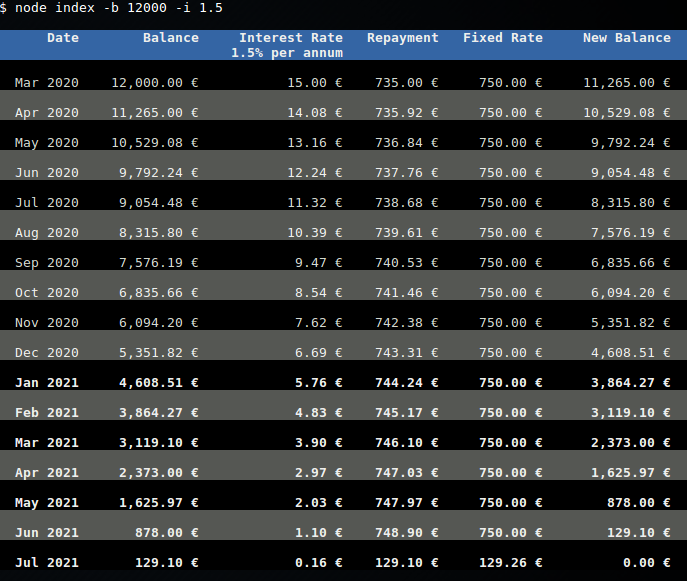 $ node index -b 12000 -i 1.5
Date Balance Interest Rate Repayment Fixed Rate New Balance
1.5% per annum
Mar 2020 12,000.00 € 15.00 € 735.00 € 750.00 € 11,265.00 €
Apr 2020 11,265.00 € 14.08 € 735.92 € 750.00 € 10,529.08 €
May 2020 10,529.08 € 13.16 € 736.84 € 750.00 € 9,792.24 €
Jun 2020 9,792.24 € 12.24 € 737.76 € 750.00 € 9,054.48 €
Jul 2020 9,054.48 € 11.32 € 738.68 € 750.00 € 8,315.80 €
Aug 2020 8,315.80 € 10.39 € 739.61 € 750.00 € 7,576.19 €
Sep 2020 7,576.19 € 9.47 € 740.53 € 750.00 € 6,835.66 €
Oct 2020 6,835.66 € 8.54 € 741.46 € 750.00 € 6,094.20 €
Nov 2020 6,094.20 € 7.62 € 742.38 € 750.00 € 5,351.82 €
Dec 2020 5,351.82 € 6.69 € 743.31 € 750.00 € 4,608.51 €
Jan 2021 4,608.51 € 5.76 € 744.24 € 750.00 € 3,864.27 €
Feb 2021 3,864.27 € 4.83 € 745.17 € 750.00 € 3,119.10 €
Mar 2021 3,119.10 € 3.90 € 746.10 € 750.00 € 2,373.00 €
Apr 2021 2,373.00 € 2.97 € 747.03 € 750.00 € 1,625.97 €
May 2021 1,625.97 € 2.03 € 747.97 € 750.00 € 878.00 €
Jun 2021 878.00 € 1.10 € 748.90 € 750.00 € 129.10 €
Jul 2021 129.10 € 0.16 € 129.10 € 129.26 € 0.00 €